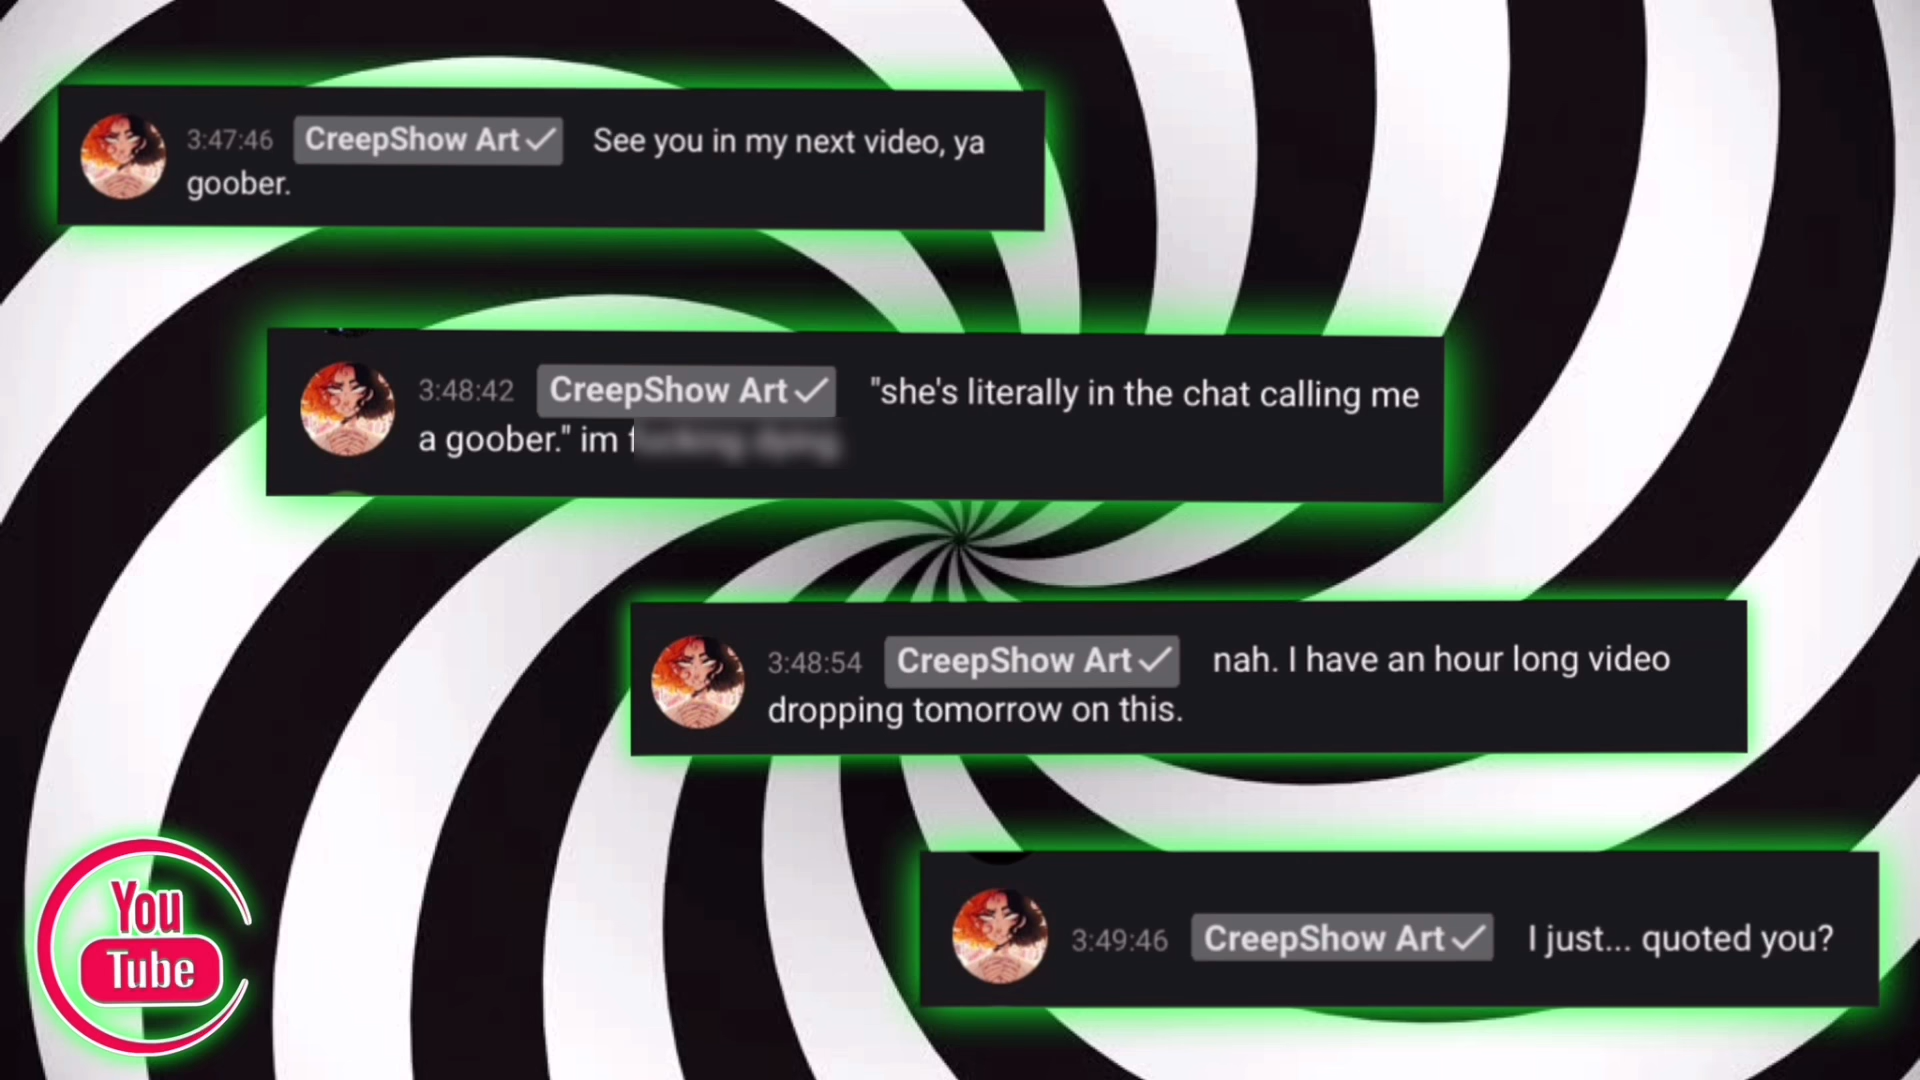 3:47:46 CreepShow Art✓ See you in my next video, ya
goober.
3:48:42 CreepShow Art✓ "she's literally in the chat calling me
a goober." im
3:48:54 CreepShow Art✓ nah. I have an hour long video
dropping tomorrow on this.
3:49:46 CreepShow Art✓ I just... quoted you?
You
Tube